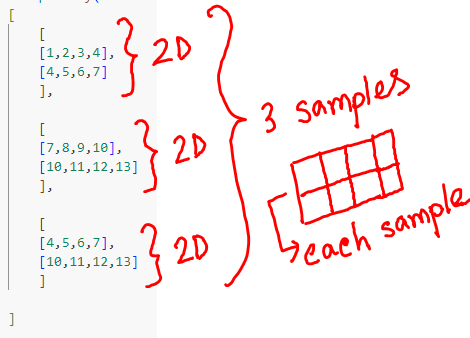 [
[
[1,2,3,4],
[4,5,6,7]
],
2D
[
[7,8,9,10],
[10,11,12,13]
],
2D
[
[4,5,6,7],
[10,11,12,13]
]
2D
]
3 samples
each sample